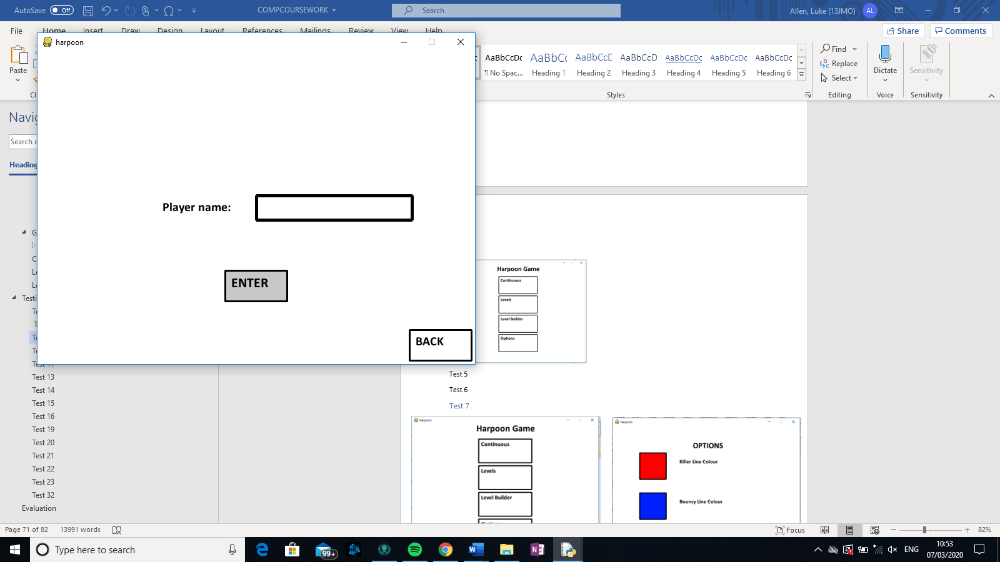 AutoSave Off
COMPCOURSEWORK
Search
Allen, Luke (13JMO) AL
File Home Insert Draw Design Layout References Mailings Review View Help
Share Comments
harpoon
Paste
AaBbCcDc AaBbCc AaBbCcC AaBbCcD AaBbCcDc AaBbCcDc AaBbCcDc
¶ No Spac... Heading 1 Heading 2 Heading 3 Heading 4 Heading 5 Heading 6
Styles
Find
Replace
Select
Editing
Dictate
Voice
Sensitivity
Sensitivity
Search
Heading
Player name:
ENTER
BACK
Test 13
Test 14
Test 15
Test 16
Test 19
Test 20
Test 21
Test 22
Test 23
Test 32
Evaluation
Harpoon Game
Continuous
Levels
Level Builder
Options
Test 5
Test 6
Test 7
harpoon
Harpoon Game
Continuous
Levels
Level Builder
harpoon
OPTIONS
Killer Line Colour
Bouncy Line Colour
Page 71 of 82 13991 words
Focus
82%
Type here to search
99+
ENG
10:53
07/03/2020